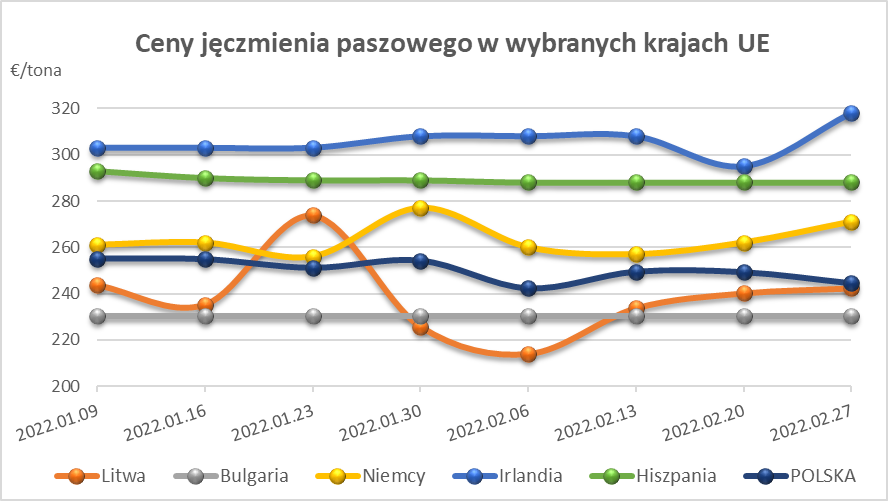 Ceny jęczmienia paszowego w wybranych krajach UE
€/tona
320
300
280
260
240
220
200
2022.01.09 2022.01.16 2022.01.23 2022.01.30 2022.02.06 2022.02.13 2022.02.20 2022.02.27
Litwa Bulgaria Niemcy Irlandia Hiszpania POLSKA